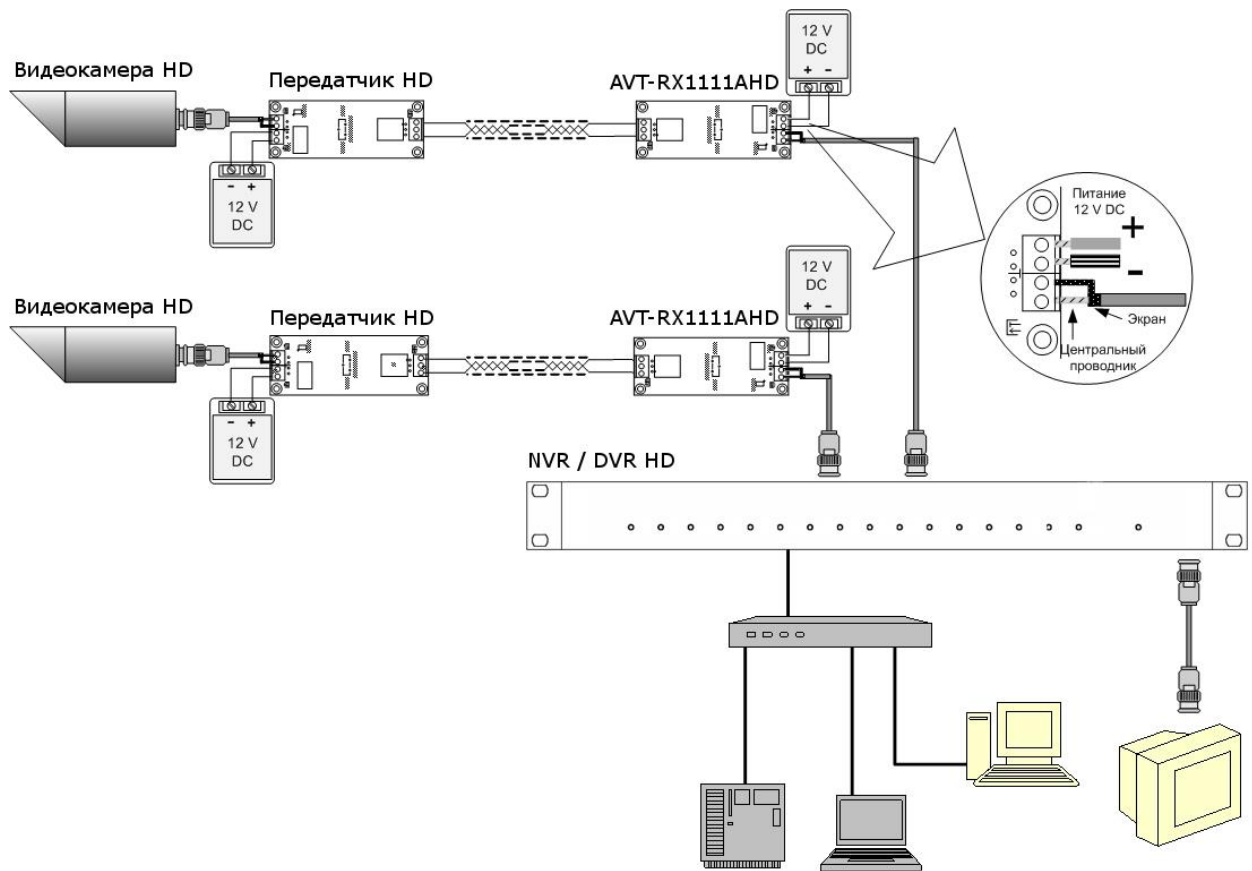 12 V
DC
+ -
Видеокамера HD
Передатчик HD
AVT-RX1111AHD
- +
12 V
DC
Питание
12 V DC
+
-
Экран
Центральный
проводник
12 V
DC
+ -
Видеокамера HD
Передатчик HD
AVT-RX1111AHD
- +
12 V
DC
NVR / DVR HD